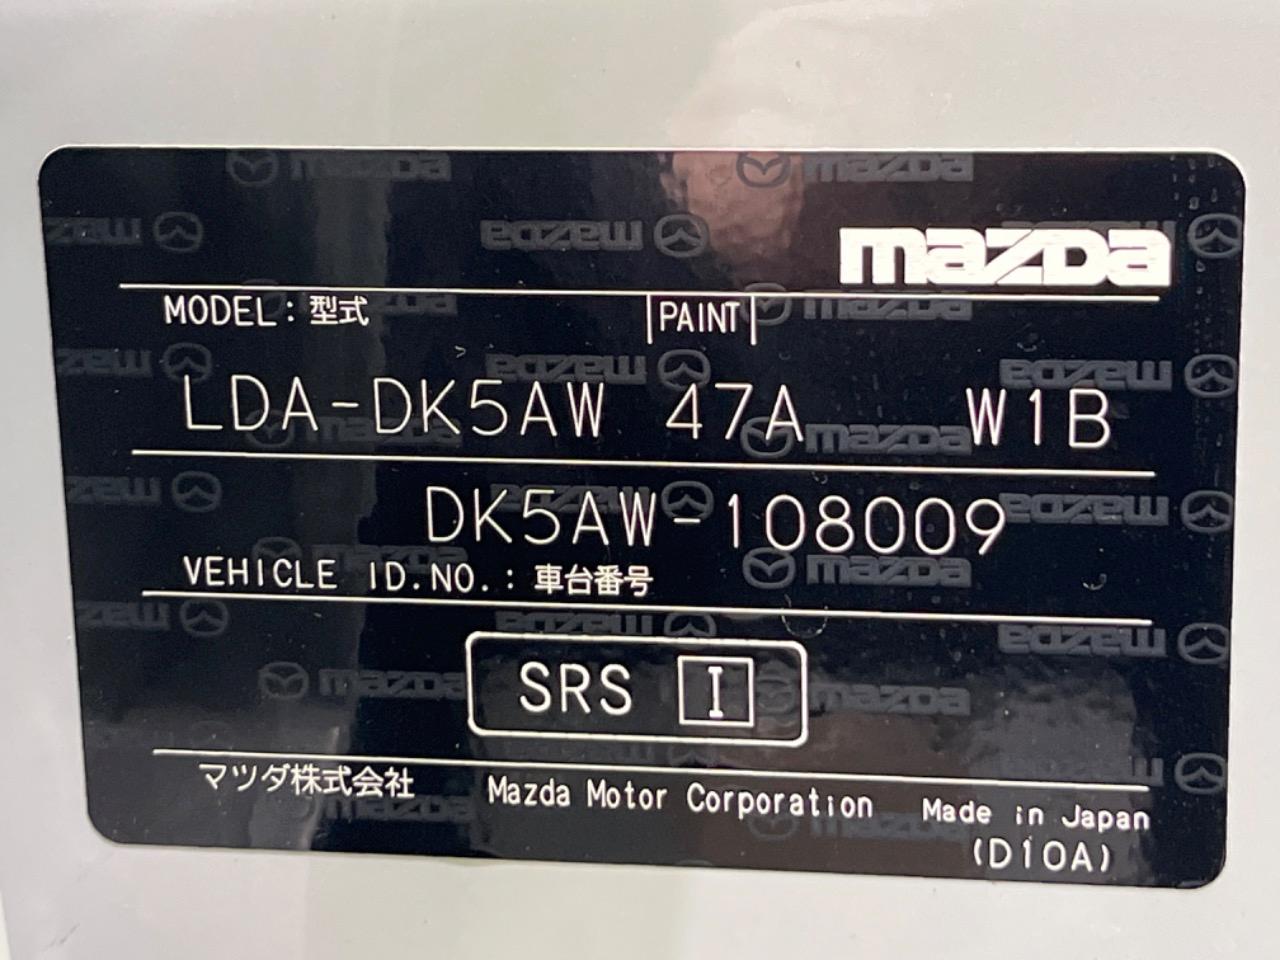 mazda
MODEL: 型式 PAINT
LDA-DK5AW 47A W1B
DK5AW-108009
VEHICLE ID.NO.: 車台番号
SRS I
マツダ株式会社 Mazda Motor Corporation Made in Japan
(D10A)